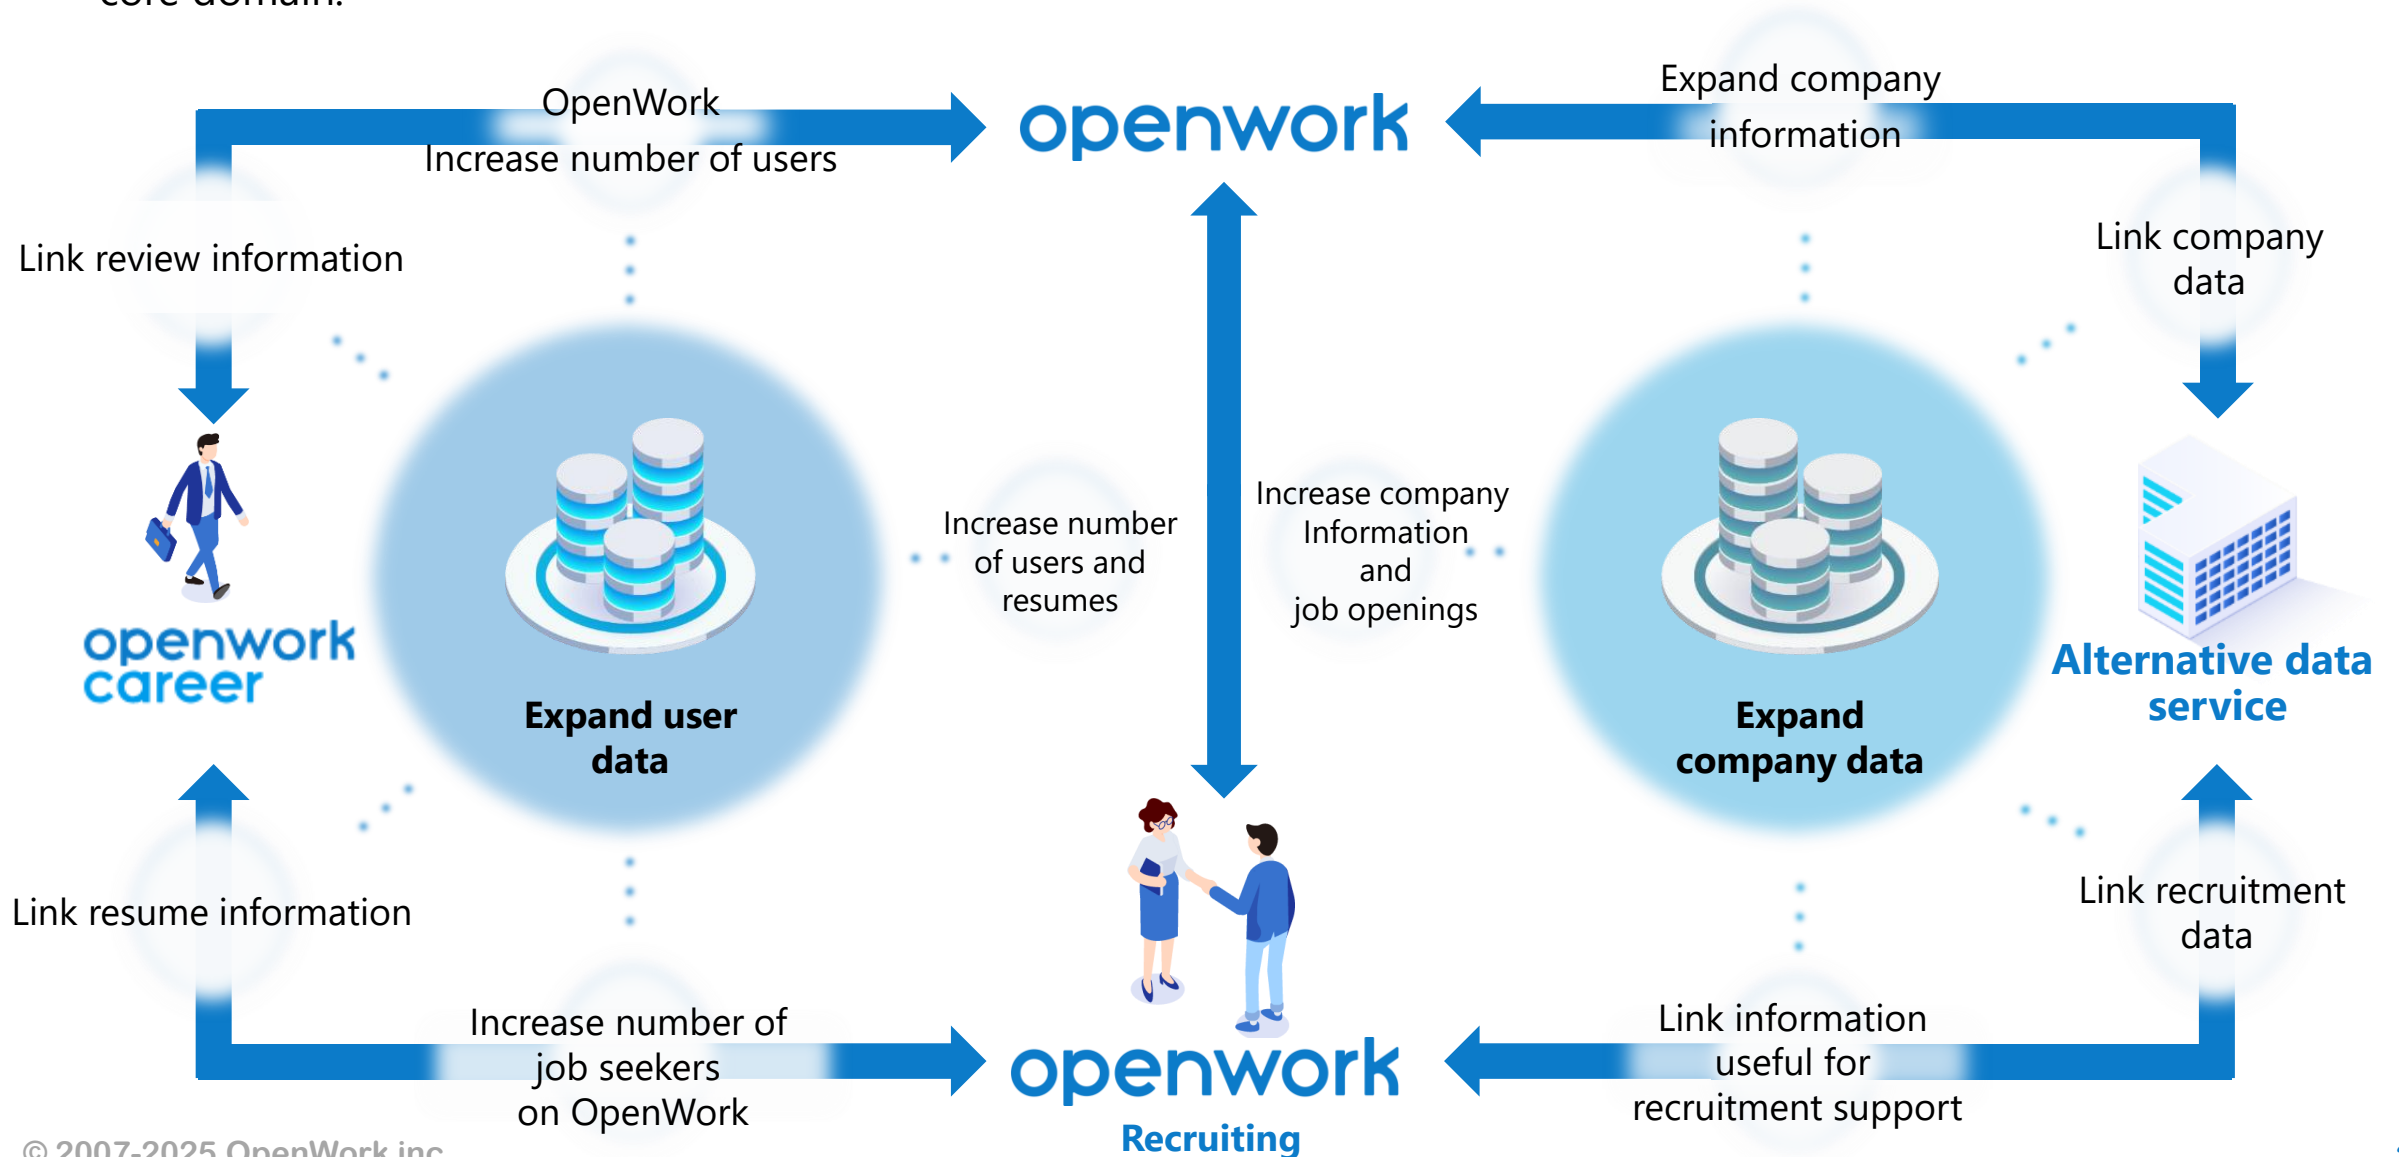 core domain.
OpenWork
Increase number of users
openwork
Expand company
information
Link review information
Link company
data
Increase number
of users and
resumes
Increase company
Information
and
job openings
openwork
career
Expand user
data
Expand
company data
Alternative data
service
Link resume information
Link recruitment
data
Increase number of
job seekers
on OpenWork
openwork
Recruiting
Link information
useful for
recruitment support
© 2007-2025 OpenWork inc